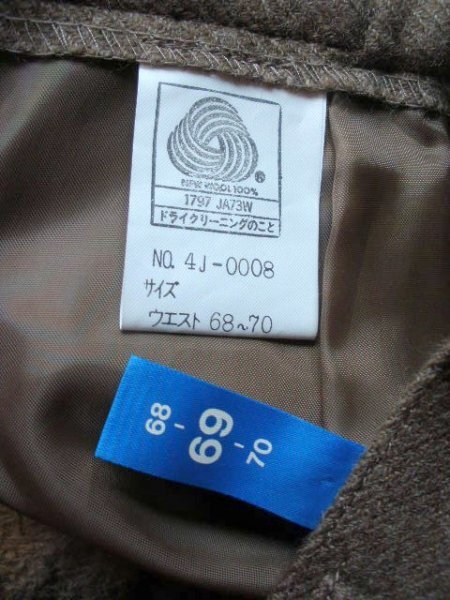 NEW WOOL 100%
®
1797 JA73W
ドライクリーニングのこと
NO. 4J-0008
サイズ
ウエスト 68~70
68-69-70